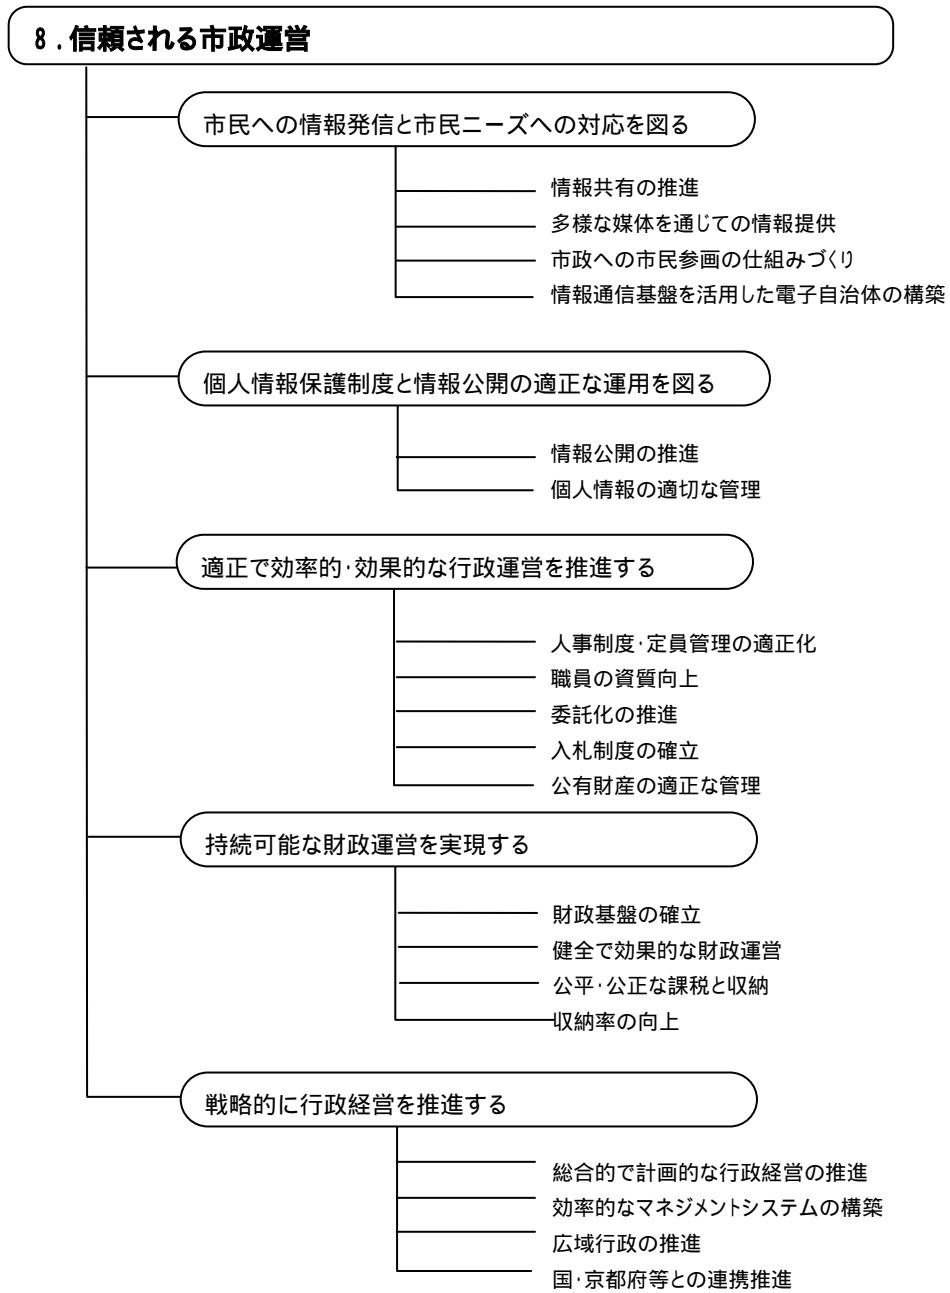 8．信頼される市政運営
市民への情報発信と市民ニーズへの対応を図る
情報共有の推進
多様な媒体を通じての情報提供
市政への市民参画の仕組みづくり
情報通信基盤を活用した電子自治体の構築
個人情報保護制度と情報公開の適正な運用を図る
情報公開の推進
個人情報の適切な管理
適正で効率的・効果的な行政運営を推進する
人事制度・定員管理の適正化
職員の資質向上
委託化の推進
入札制度の確立
公有財産の適正な管理
持続可能な財政運営を実現する
財政基盤の確立
健全で効果的な財政運営
公平・公正な課税と収納
収納率の向上
戦略的に行政経営を推進する
総合的で計画的な行政経営の推進
効率的なマネジメントシステムの構築
広域行政の推進
国・京都府等との連携推進